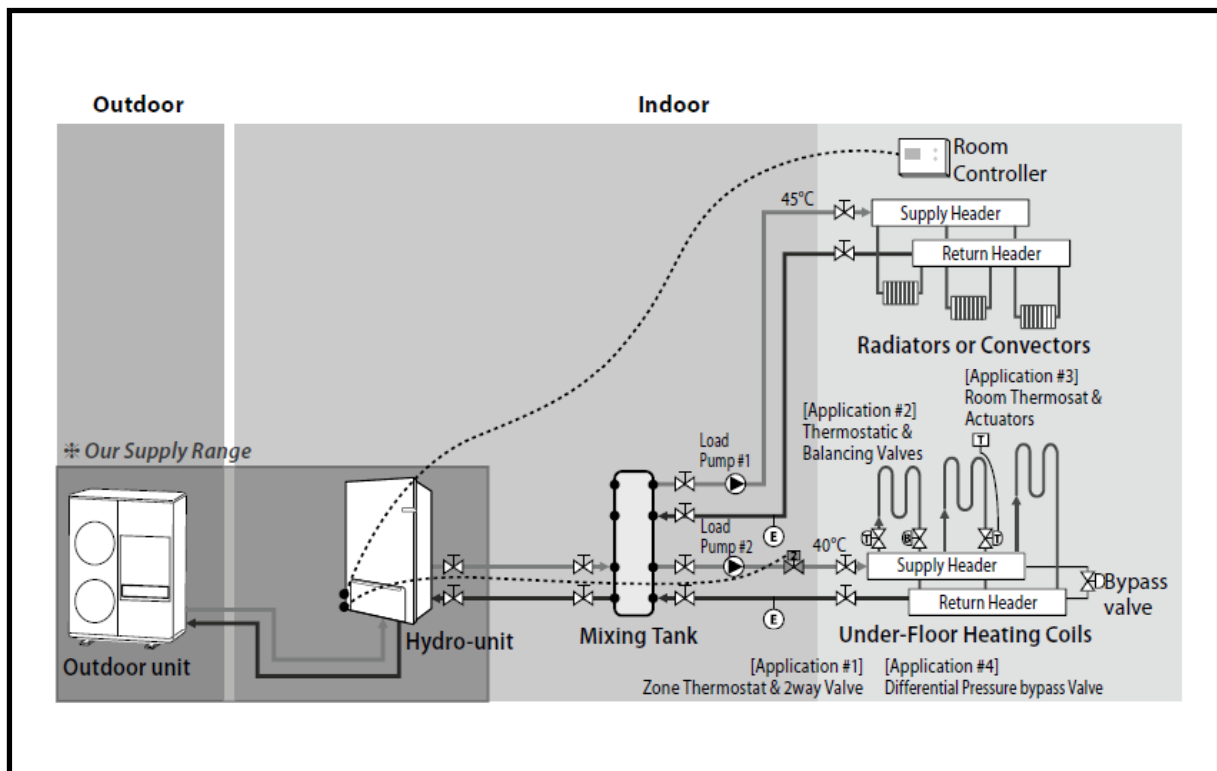 Outdoor
Indoor
Room
Controller
45°C
Supply Header
Return Header
Radiators or Convectors
[Application #3]
Room Thermosat &
Actuators
[Application #2]
Thermostatic &
Balancing Valves
T
※ Our Supply Range
Load
Pump #1
E
Load
Pump #2
2
40°C
T
B
T
Supply Header
Return Header
Bypass
valve
E
Outdoor unit
Hydro-unit
Mixing Tank
Under-Floor Heating Coils
[Application #1]
Zone Thermostat & 2way Valve
[Application #4]
Differential Pressure bypass Valve